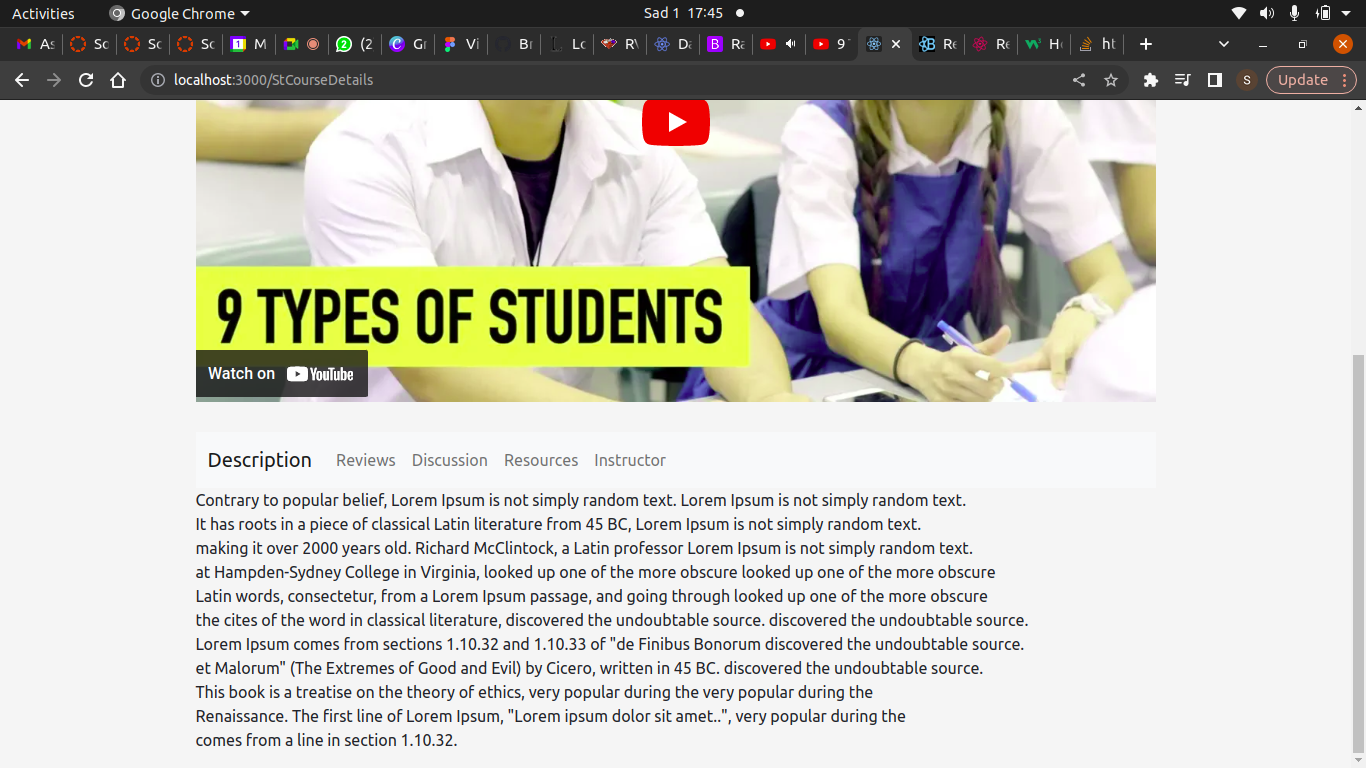 Activities
Google Chrome
Sad 1 17:45
As
Sc
Sc
Sc
M
(2
Gr
Vi
Br
Lc
RV
Da
Ra
9
Re
Re
Ho
ht
localhost:3000/StCourseDetails
S
Update
9 TYPES OF STUDENTS
Watch on YouTube
Description Reviews Discussion Resources Instructor
Contrary to popular belief, Lorem Ipsum is not simply random text. Lorem Ipsum is not simply random text.
It has roots in a piece of classical Latin literature from 45 BC, Lorem Ipsum is not simply random text.
making it over 2000 years old. Richard McClintock, a Latin professor Lorem Ipsum is not simply random text.
at Hampden-Sydney College in Virginia, looked up one of the more obscure looked up one of the more obscure
Latin words, consectetur, from a Lorem Ipsum passage, and going through looked up one of the more obscure
the cites of the word in classical literature, discovered the undoubtable source. discovered the undoubtable source.
Lorem Ipsum comes from sections 1.10.32 and 1.10.33 of "de Finibus Bonorum discovered the undoubtable source.
et Malorum" (The Extremes of Good and Evil) by Cicero, written in 45 BC. discovered the undoubtable source.
This book is a treatise on the theory of ethics, very popular during the very popular during the
Renaissance. The first line of Lorem Ipsum, "Lorem ipsum dolor sit amet..", very popular during the
comes from a line in section 1.10.32.